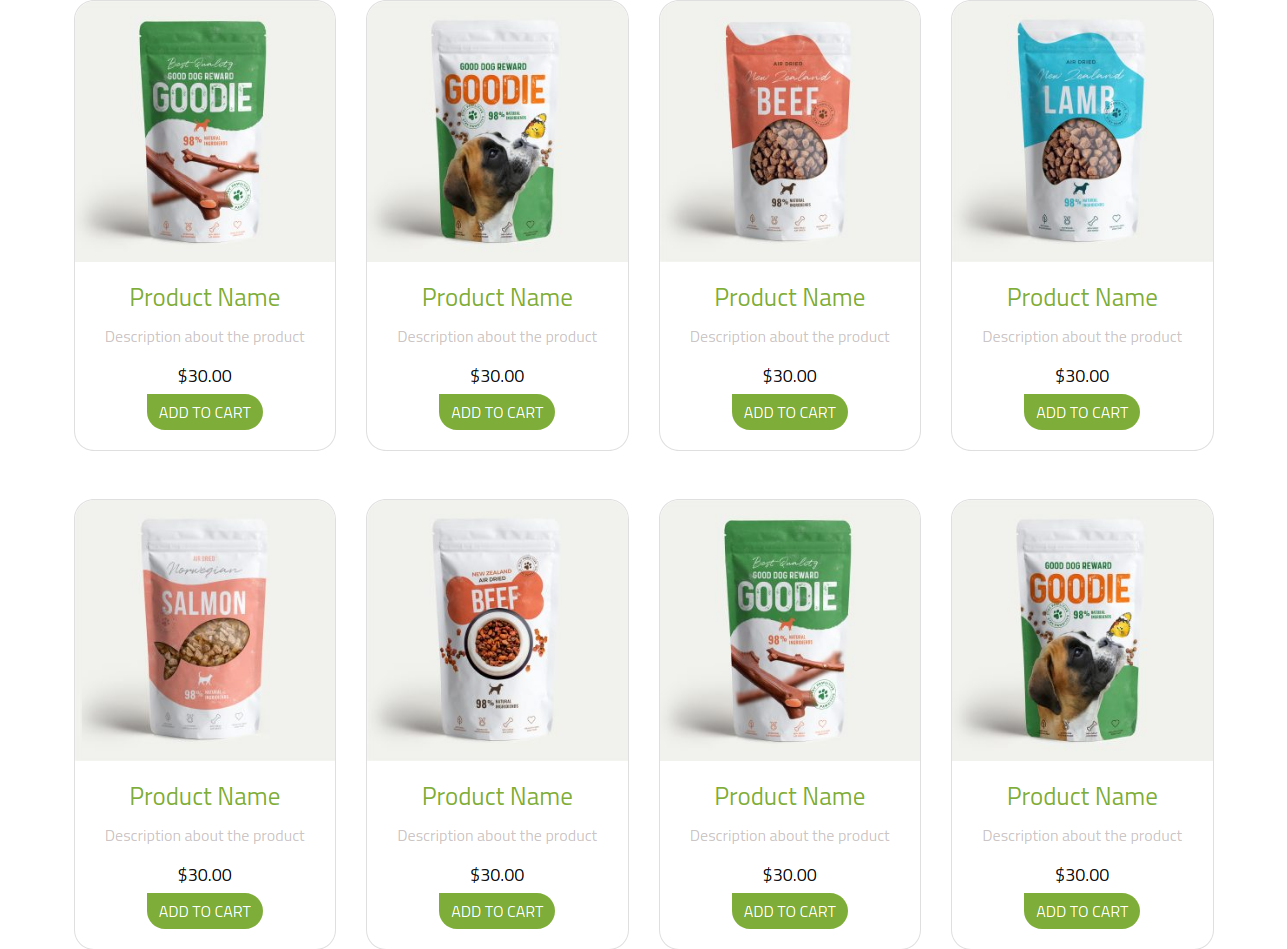 Best Quality
GOOD DOG REWARD
GOODIE
98% NATURAL INGREDIENTS
GOOD DOG REWARD
GOODIE
98% NATURAL INGREDIENTS
AIR DRIED
New Zealand
BEEF
98% NATURAL INGREDIENTS
AIR DRIED
New Zealand
LAMB
98% NATURAL INGREDIENTS
Product Name
Product Name
Product Name
Product Name
Description about the product
Description about the product
Description about the product
Description about the product
$30.00
$30.00
$30.00
$30.00
ADD TO CART
ADD TO CART
ADD TO CART
ADD TO CART
AIR DRIED
Norwegian
SALMON
98% NATURAL INGREDIENTS
NEW ZEALAND
AIR DRIED
BEEF
98% NATURAL INGREDIENTS
Best Quality
GOOD DOG REWARD
GOODIE
98% NATURAL INGREDIENTS
GOOD DOG REWARD
GOODIE
98% NATURAL INGREDIENTS
Product Name
Product Name
Product Name
Product Name
Description about the product
Description about the product
Description about the product
Description about the product
$30.00
$30.00
$30.00
$30.00
ADD TO CART
ADD TO CART
ADD TO CART
ADD TO CART